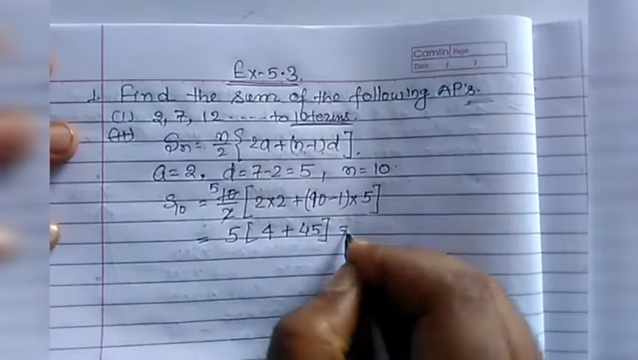 Camlin Page
Date / /
Ex-5.3.
1. Find the sum of the following AP's.
(i) 2, 7, 12 ---- to 10 terms.
Sn = n/2 { 2a + (n-1)d ].
a = 2, d = 7-2 = 5, n = 10.
S10 = 5 10/2 [ 2×2 + (10-1)×5 ]
= 5 [ 4 + 45 ] =